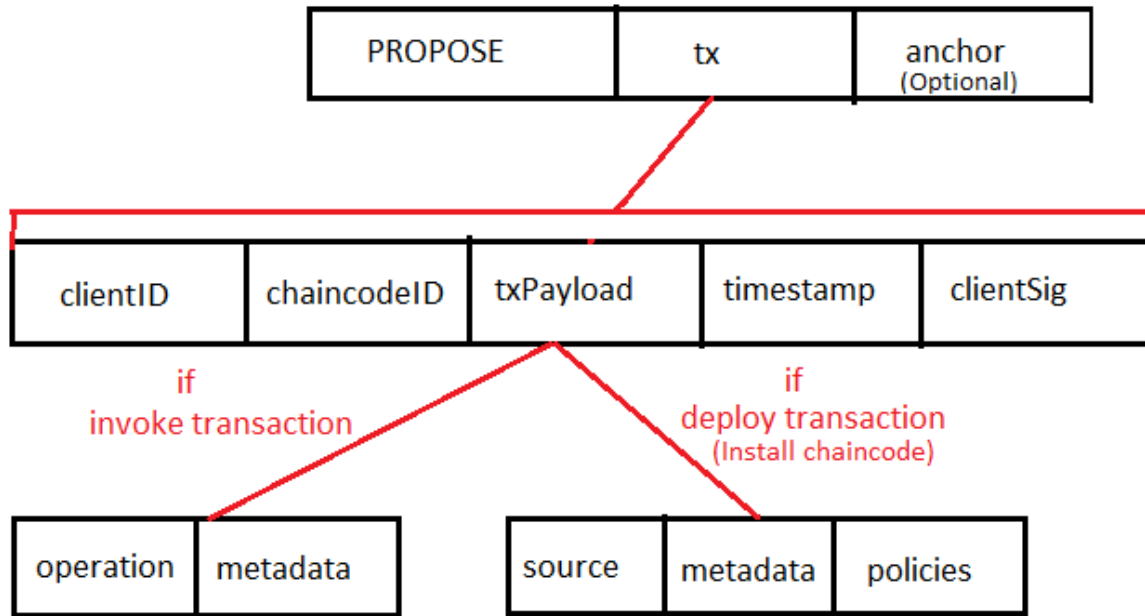 PROPOSE tx anchor
(Optional)
clientID chaincodeID txPayload timestamp clientSig
if
invoke transaction
if
deploy transaction
(Install chaincode)
operation metadata
source metadata policies